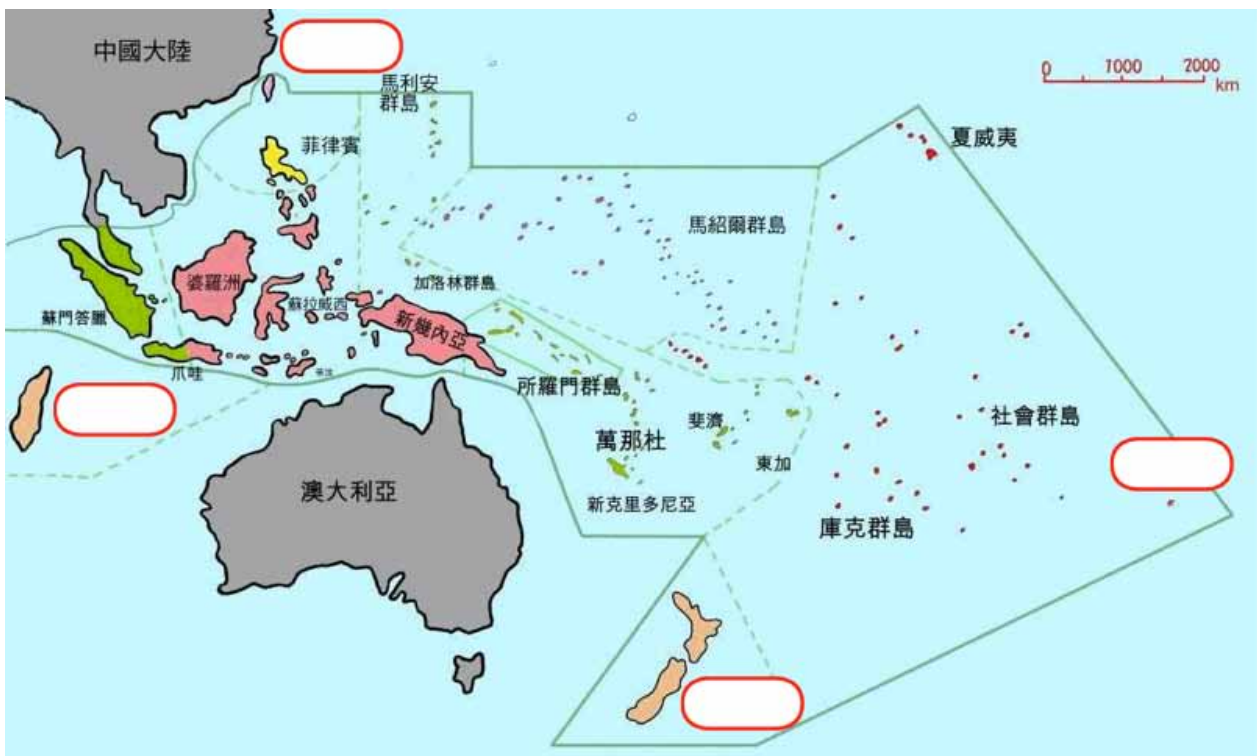 中國大陸
馬利安
群島
0 1000 2000
km
夏威夷
菲律賓
馬紹爾群島
婆羅洲
加洛林群島
蘇拉威西
蘇門答臘
新幾內亞
爪哇
所羅門群島
社會群島
斐濟
萬那杜
東加
澳大利亞
新克里多尼亞
庫克群島